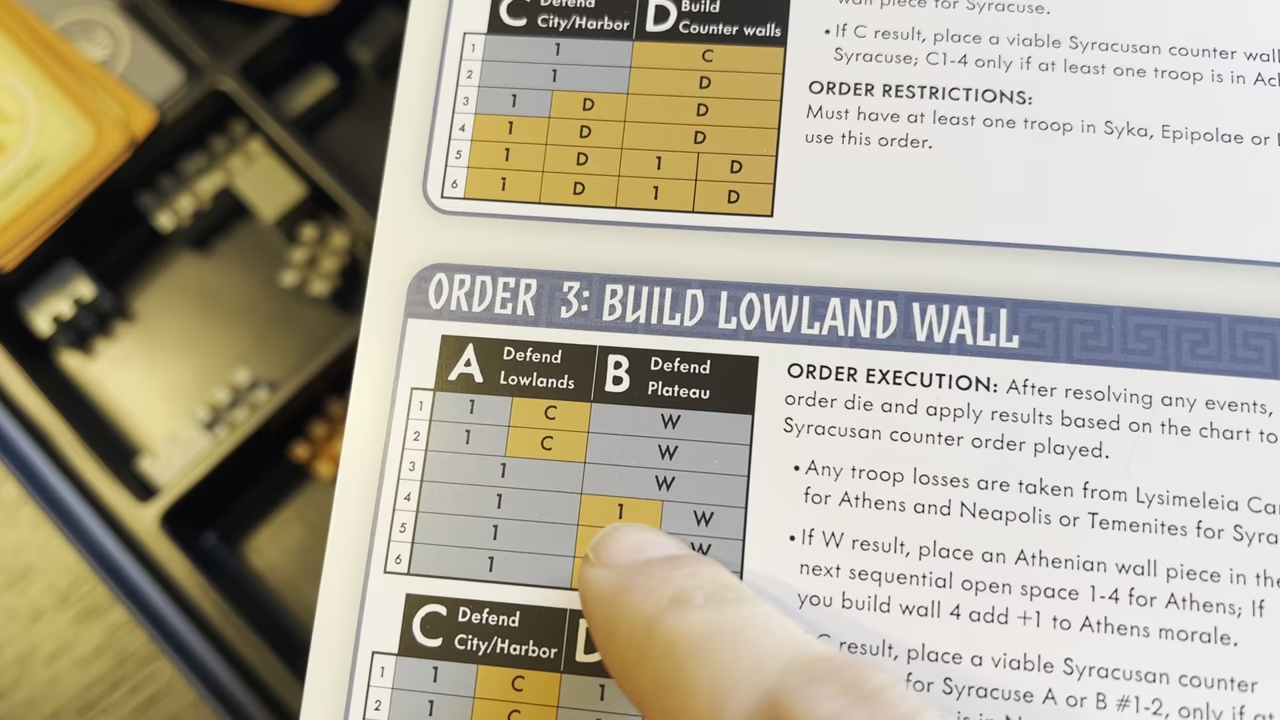 C Defend City/Harbor D Build Counter walls
1 1 C
2 1 D
3 1 D D
4 1 D D
5 1 D 1 D
6 1 D 1 D
wall piece for Syracuse.
• If C result, place a viable Syracusan counter wall
Syracuse; C1-4 only if at least one troop is in
ORDER RESTRICTIONS:
Must have at least one troop in Syka, Epipolae or
use this order.
ORDER 3: BUILD LOWLAND WALL
A Defend Lowlands B Defend Plateau
1 1 C W
2 1 C W
3 1 W
4 1 1 W
5 1 W
6 1
C Defend City/Harbor
1 1 C 1
2 1 C
ORDER EXECUTION: After resolving any events,
order die and apply results based on the chart to
Syracusan counter order played.
• Any troop losses are taken from Lysimeleia
for Athens and Neapolis or Temenites for
• If W result, place an Athenian wall piece in the
next sequential open space 1-4 for Athens; If
you build wall 4 add +1 to Athens morale.
C result, place a viable Syracusan counter
for Syracuse A or B #1-2, only if at
is in